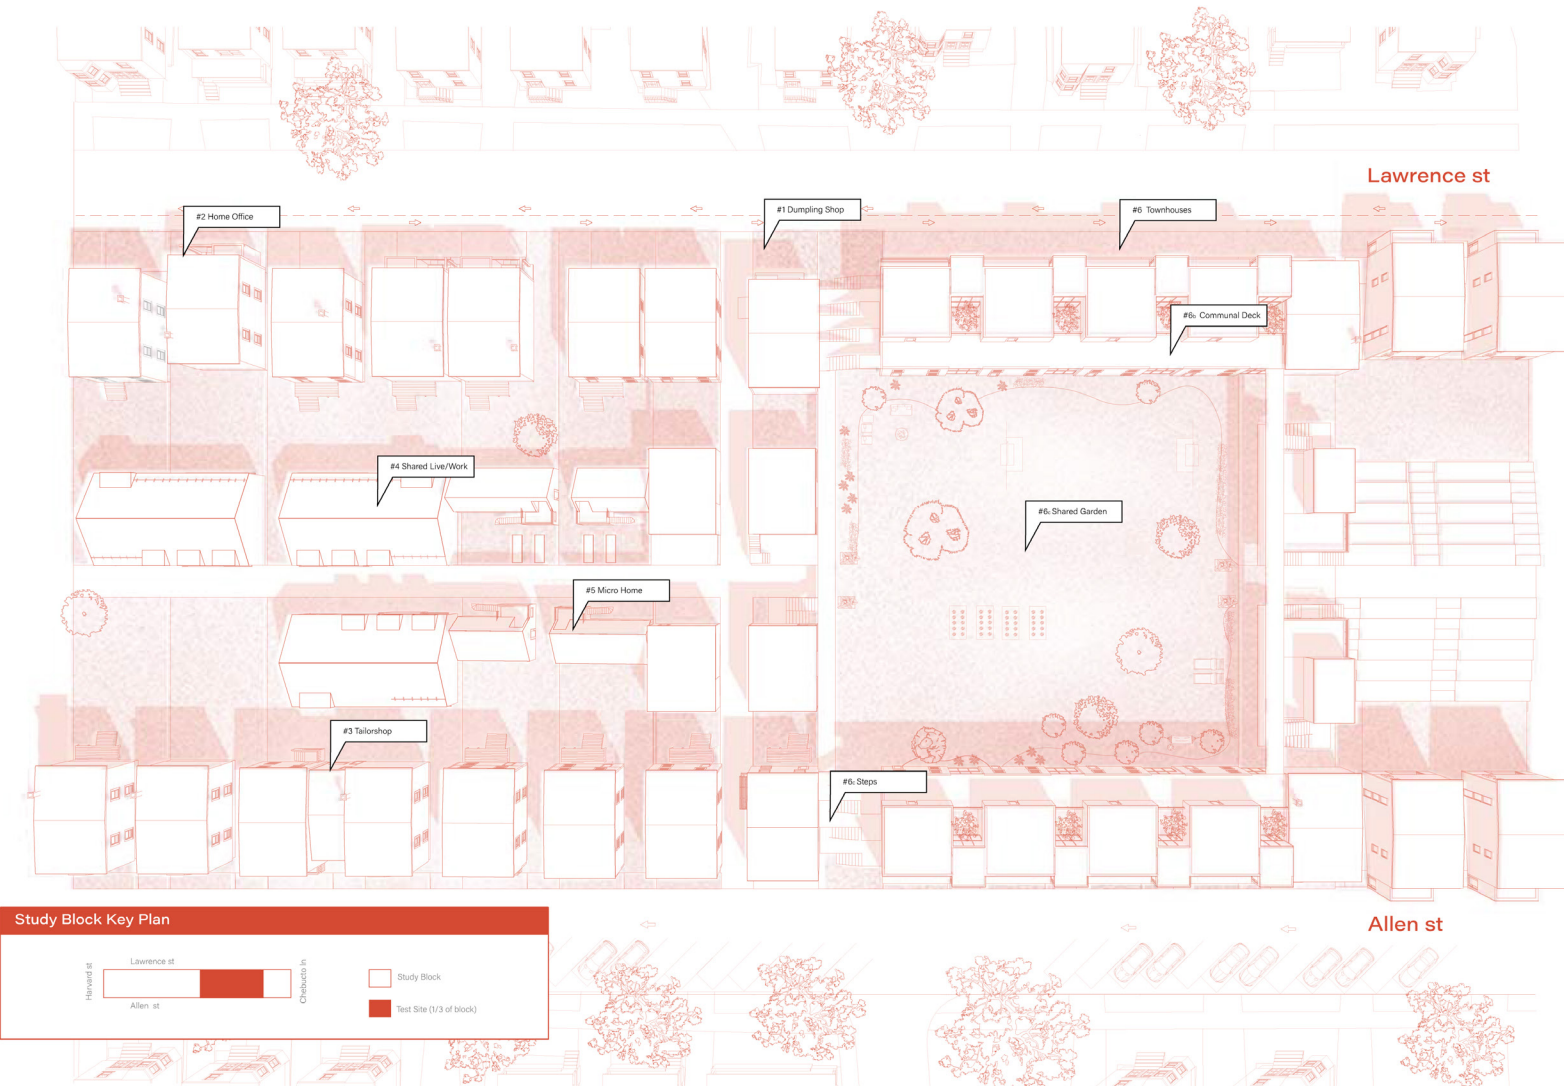 Lawrence st
#2 Home Office
#1 Dumpling Shop
#6 Townhouses
#6b Communal Deck
#4 Shared Live/Work
#6c Shared Garden
#5 Micro Home
#3 Tailorshop
#6c Steps
Allen st
Study Block Key Plan
Lawrence st
Harvard st
Chebucto ln
Allen st
Study Block
Test Site (1/3 of block)